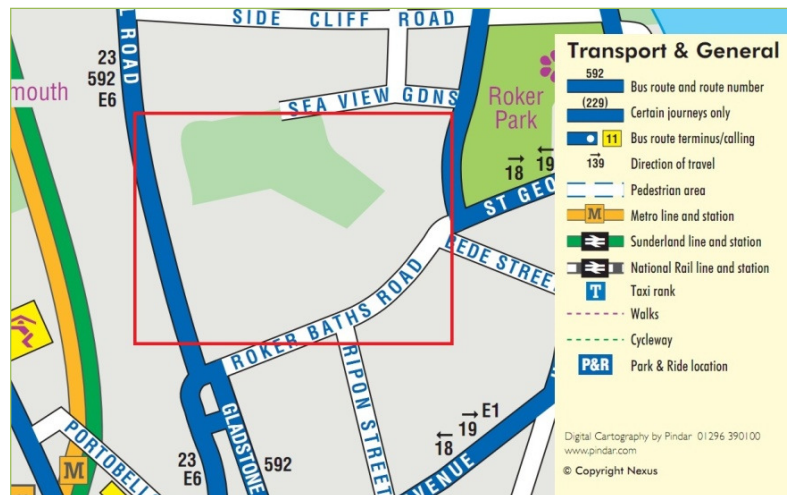 SIDE CLIFF ROAD
L ROAD
23
592
E6
mouth
SEA VIEW GDNS
Roker
Park
18 19
ST GEO
BEDE STREET
ROKER BATHS ROAD
RIPON STREET
GLADSTONE
PORTOBELL
M
23
E6
592
E1
19
18
VENUE
Transport & General
592
Bus route and route number
(229)
Certain journeys only
11
Bus route terminus/calling
139
Direction of travel
Pedestrian area
M
Metro line and station
Sunderland line and station
National Rail line and station
T
Taxi rank
Walks
Cycleway
P&R
Park & Ride location
Digital Cartography by Pindar 01296 390100
www.pindar.com
© Copyright Nexus